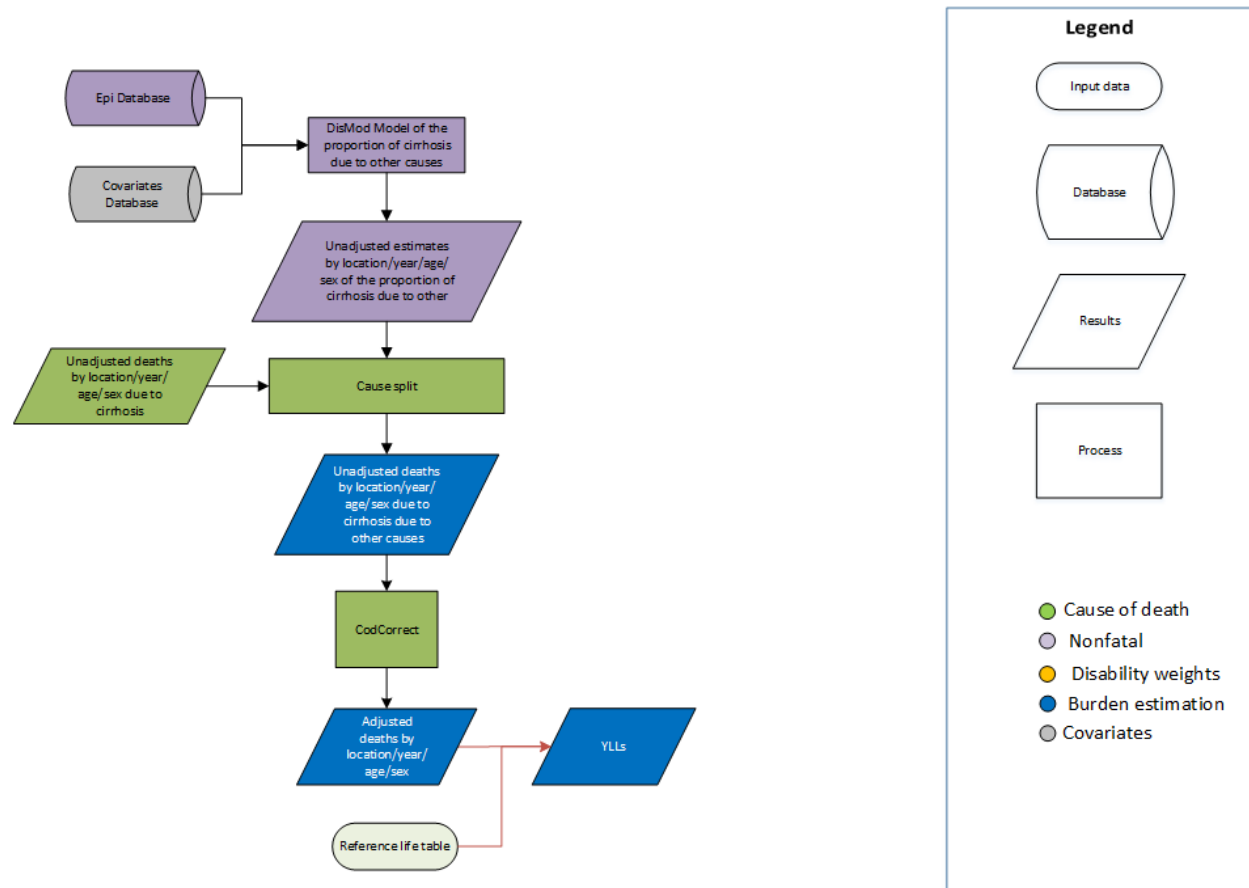 Epi Database
Covariates
Database
DisMod Model of the
proportion of cirrhosis
due to other causes
Unadjusted estimates
by location/year/age/
sex of the proportion of
cirrhosis due to other
Unadjusted deaths
by location/year/
age/sex due to
cirrhosis
Cause split
Unadjusted deaths
by location/year/
age/sex due to
cirrhosis due to
other causes
CodCorrect
Adjusted
deaths by
location/year/
age/sex
YLLs
Reference life table
Legend
Input data
Database
Results
Process
Cause of death
Nonfatal
Disability weights
Burden estimation
Covariates